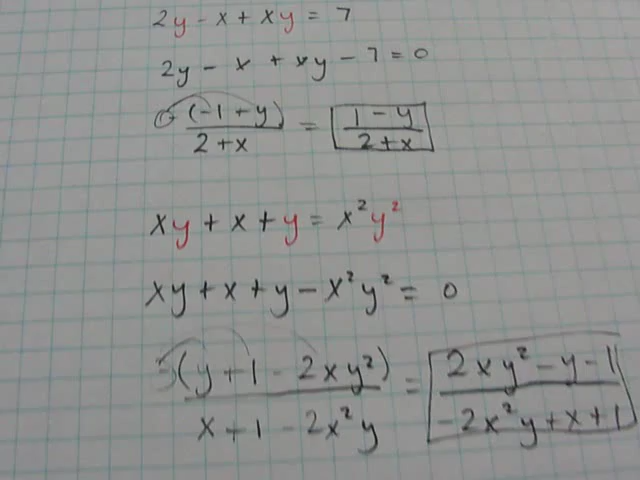 2y - x + xy = 7
2y - x + xy - 7 = 0
-(-1 + y) / 2 + x = 1 - y / 2 + x
xy + x + y = x²y²
xy + x + y - x²y² = 0
-(y + 1 - 2xy²) / x + 1 - 2x²y = 2xy² - y - 1 / -2x²y + x + 1